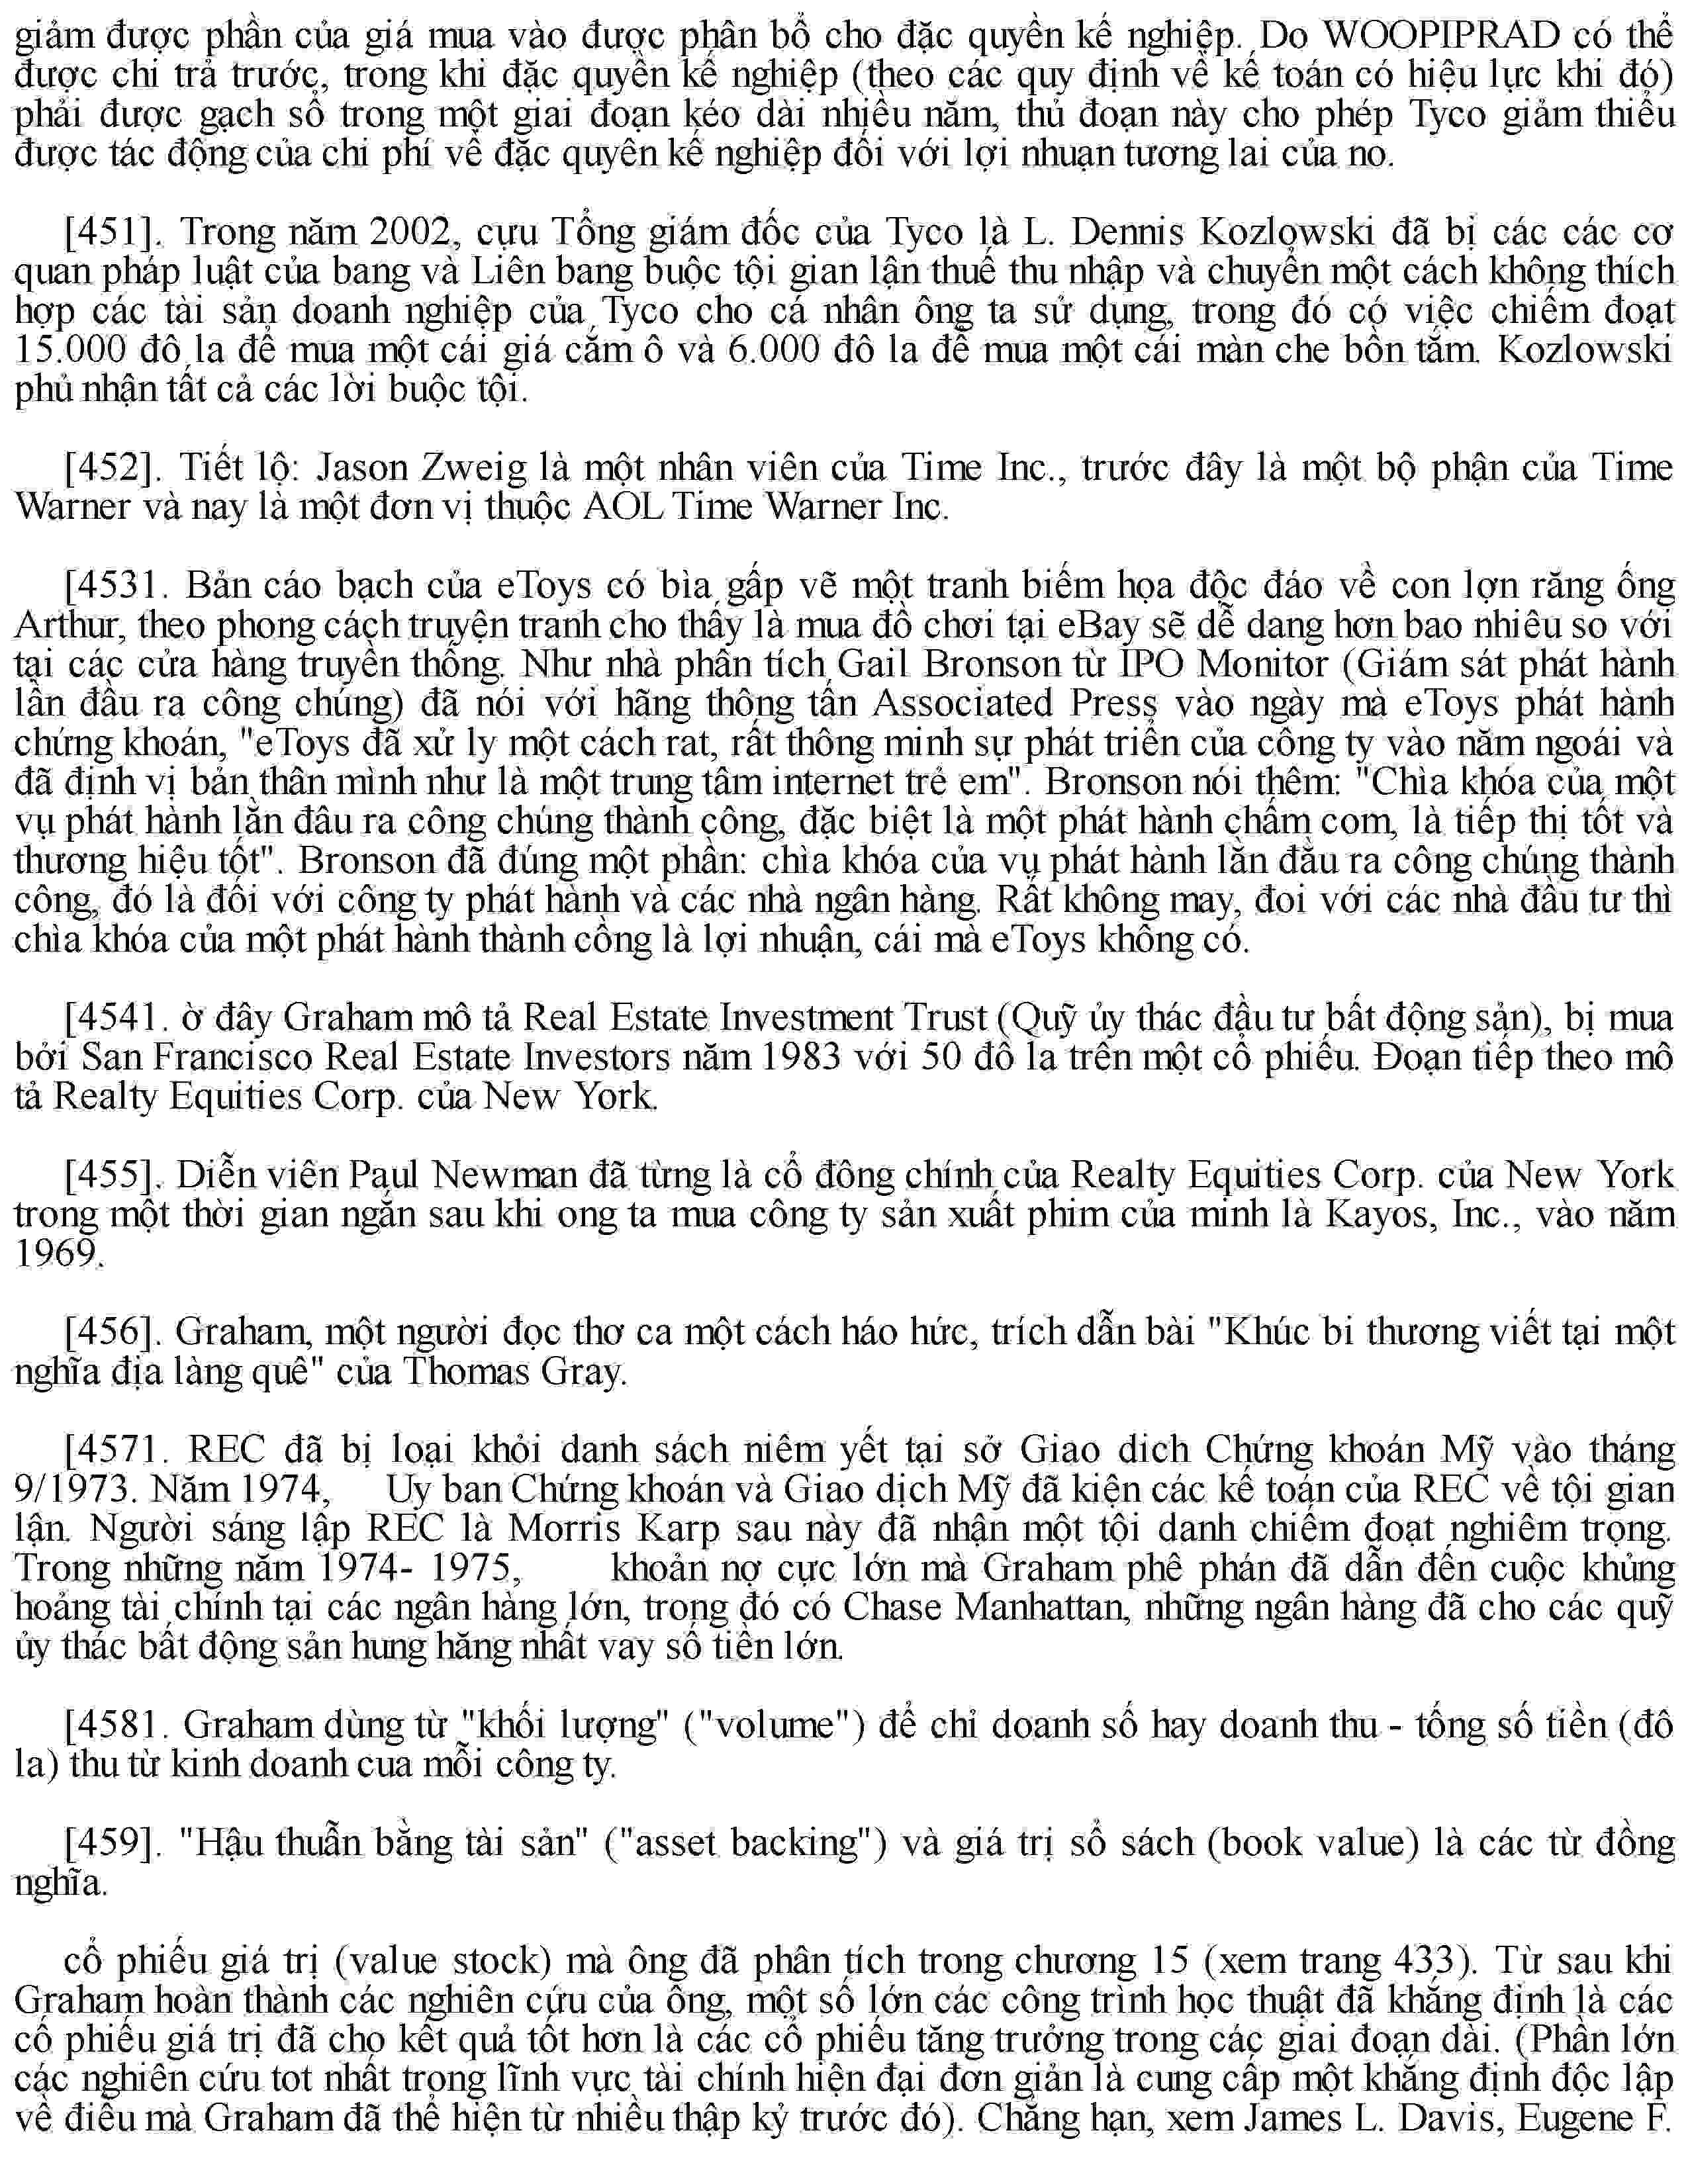 giảm được phần của giá mua vào được phân bổ cho đặc quyền kế nghiệp. Do WOOPIPRAD có thể
được chi trả trước, trong khi đặc quyền kế nghiệp (theo các quy định về kế toán có hiệu lực khi đó)
phải được gạch sổ trong một giai đoạn kéo dài nhiều năm, thủ đoạn này cho phép Tyco giảm thiểu
được tác động của chi phí về đặc quyên kế nghiệp đối với lợi nhuận tương lai của no.
[451]. Trong năm 2002, cựu Tổng giám đốc của Tyco là L. Dennis Kozlowski đã bị các các cơ
quan pháp luật của bang và Liên bang buộc tội gian lận thuế thu nhập và chuyển một cách không thích
hợp các tài sản doanh nghiệp của Tyco cho cá nhân ông ta sử dụng, trong đó có việc chiếm đoạt
15.000 đô la để mua một cái giá cắm ô và 6.000 đô la để mua một cái màn che bồn tắm. Kozlowski
phủ nhận tất cả các lời buộc tội.
[452]. Tiết lộ: Jason Zweig là một nhân viên của Time Inc., trước đây là một bộ phận của Time
Warner và nay là một đơn vị thuộc AOL Time Warner Inc.
[4531. Bản cáo bạch của eToys có bìa gấp vẽ một tranh biếm họa độc đáo về con lợn răng ống
Arthur, theo phong cách truyện tranh cho thấy là mua đồ chơi tại eBay sẽ dễ dang hơn bao nhiêu so với
tại các cửa hàng truyền thống. Như nhà phân tích Gail Bronson từ IPO Monitor (Giám sát phát hành
lần đầu ra công chúng) đã nói với hãng thông tấn Associated Press vào ngày mà eToys phát hành
chứng khoán, "eToys đã xử ly một cách rat, rất thông minh sự phát triển của công ty vào năm ngoái và
đã định vị bản thân mình như là một trung tâm internet trẻ em". Bronson nói thêm: "Chìa khóa của một
vụ phát hành lần đâu ra công chúng thành công, đặc biệt là một phát hành chấm com, là tiếp thị tốt và
thương hiệu tốt". Bronson đã đúng một phần: chìa khóa của vụ phát hành lần đầu ra công chúng thành
công, đó là đối với công ty phát hành và các nhà ngân hàng. Rất không may, đoi với các nhà đầu tư thì
chìa khóa của một phát hành thành cồng là lợi nhuận, cái mà eToys không có.
[4541. ờ đây Graham mô tả Real Estate Investment Trust (Quỹ ủy thác đầu tư bất động sản), bị mua
bởi San Francisco Real Estate Investors năm 1983 với 50 đô la trên một cổ phiếu. Đoạn tiếp theo mô
tả Realty Equities Corp. của New York.
[455]. Diễn viên Paul Newman đã từng là cổ đông chính của Realty Equities Corp. của New York
trong một thời gian ngắn sau khi ong ta mua công ty sản xuất phim của minh là Kayos, Inc., vào năm
1969.
[456]. Graham, một người đọc thơ ca một cách háo hức, trích dẫn bài "Khúc bi thương viết tại một
nghĩa địa làng quê" của Thomas Gray.
[4571. REC đã bị loại khỏi danh sách niêm yết tại sở Giao dich Chứng khoán Mỹ vào tháng
9/1973. Năm 1974, Uy ban Chứng khoán và Giao dịch Mỹ đã kiện các kế toán của REC về tội gian
lận. Người sáng lập REC là Morris Karp sau này đã nhận một tội danh chiếm đoạt nghiêm trọng.
Trong những năm 1974- 1975, khoản nợ cực lớn mà Graham phê phán đã dẫn đến cuộc khủng
hoảng tài chính tại các ngân hàng lớn, trong đó có Chase Manhattan, những ngân hàng đã cho các quỹ
ủy thác bất động sản hung hăng nhất vay số tiền lớn.
[4581. Graham dùng từ "khối lượng" ("volume") để chỉ doanh số hay doanh thu - tống số tiền (đô
la) thu từ kinh doanh cua mỗi công ty.
[459]. "Hậu thuẫn bằng tài sản" ("asset backing") và giá trị sổ sách (book value) là các từ đồng
nghĩa.
cổ phiếu giá trị (value stock) mà ông đã phân tích trong chương 15 (xem trang 433). Từ sau khi
Graham hoàn thành các nghiên cứu của ông, một số lớn các công trình học thuật đã khẳng định là các
cố phiếu giá trị đã cho kết quả tốt hơn là các cổ phiếu tăng trưởng trong các giai đoạn dài. (Phần lớn
các nghiên cứu tot nhất trong lĩnh vực tài chính hiện đại đơn giản là cung cấp một khẳng định độc lập
về điều mà Graham đã thể hiện từ nhiều thập kỷ trước đó). Chẳng hạn, xem James L. Davis, Eugene F.